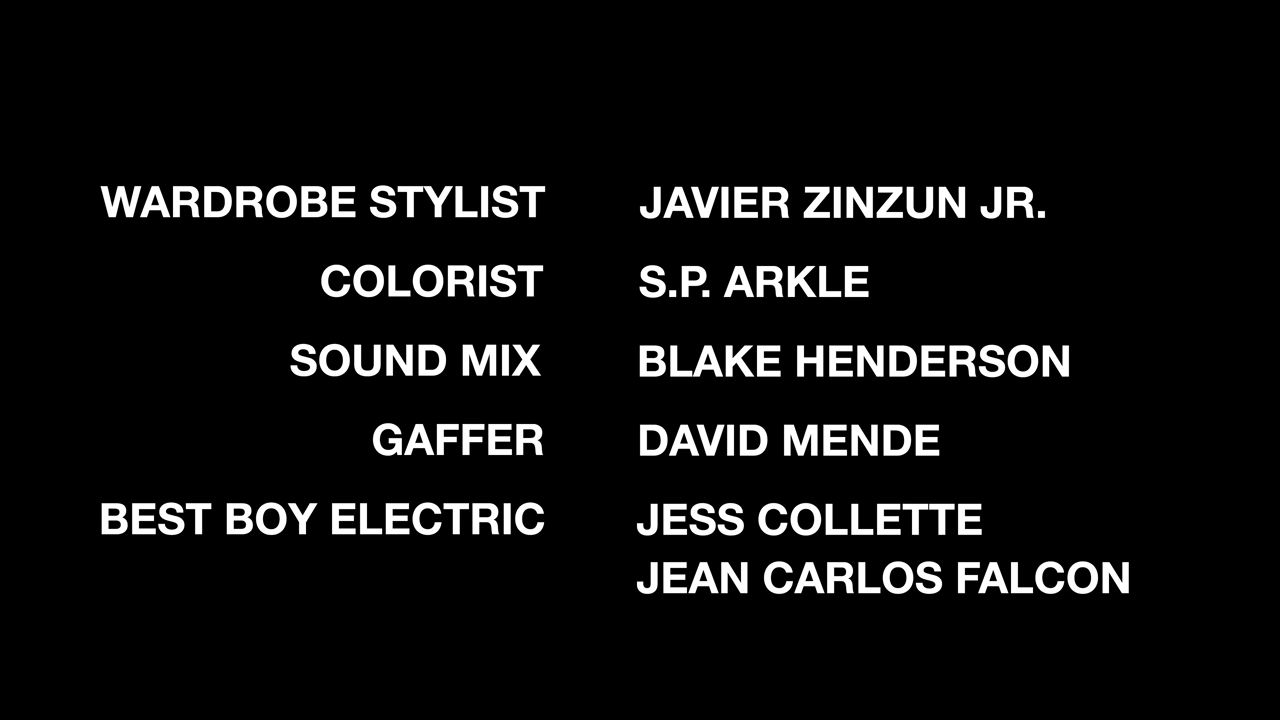 WARDROBE STYLIST JAVIER ZINZUN JR.
COLORIST S.P. ARKLE
SOUND MIX BLAKE HENDERSON
GAFFER DAVID MENDE
BEST BOY ELECTRIC JESS COLLETTE
JEAN CARLOS FALCON